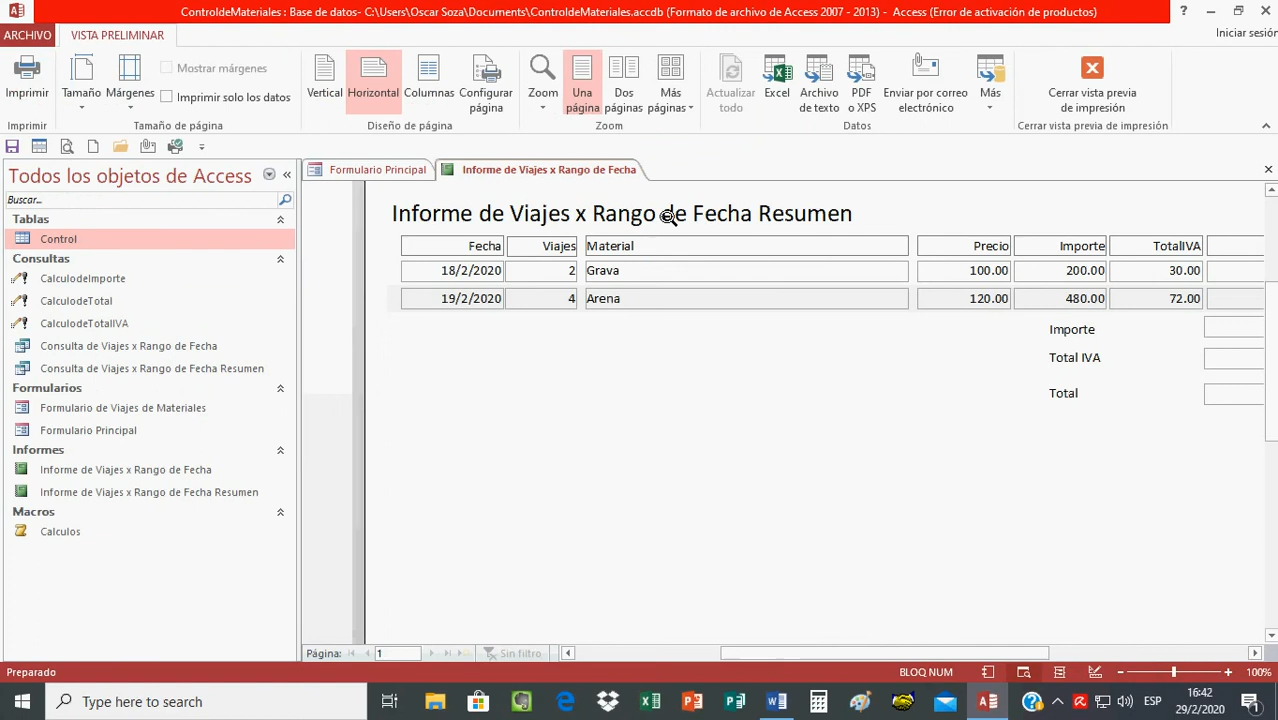 ControldeMateriales : Base de datos- C:\Users\Oscar Soza\Documents\ControldeMateriales.accdb (Formato de archivo de Access 2007 - 2013) - Access (Error de activación de productos)
ARCHIVO VISTA PRELIMINAR Iniciar sesión
Imprimir Tamaño Márgenes Mostrar márgenes Imprimir solo los datos Vertical Horizontal Columnas Configurar página Zoom Una página Dos páginas Más páginas Actualizar todo Excel Archivo de texto PDF o XPS Enviar por correo electrónico Más Cerrar vista previa de impresión
Imprimir Tamaño de página Diseño de página Zoom Datos Cerrar vista previa de impresión
Todos los objetos de Access
Buscar...
Tablas
Control
Consultas
CalculodeImporte
CalculodeTotal
CalculodeTotalIVA
Consulta de Viajes x Rango de Fecha
Consulta de Viajes x Rango de Fecha Resumen
Formularios
Formulario de Viajes de Materiales
Formulario Principal
Informes
Informe de Viajes x Rango de Fecha
Informe de Viajes x Rango de Fecha Resumen
Macros
Calculos
Formulario Principal Informe de Viajes x Rango de Fecha
Informe de Viajes x Rango de Fecha Resumen
Fecha Viajes Material Precio Importe TotalIVA
18/2/2020 2 Grava 100.00 200.00 30.00
19/2/2020 4 Arena 120.00 480.00 72.00
Importe
Total IVA
Total
Página: 1 Sin filtro
Preparado BLOQ NUM 100%
Type here to search ESP 16:42
29/2/2020 1